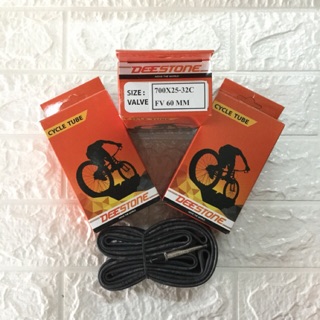 DEESTONE
SIZE : 700X25-32C
VALVE FV 60 MM
CYCLE TUBE
DEESTONE
CYCLE TUBE
DEESTONE